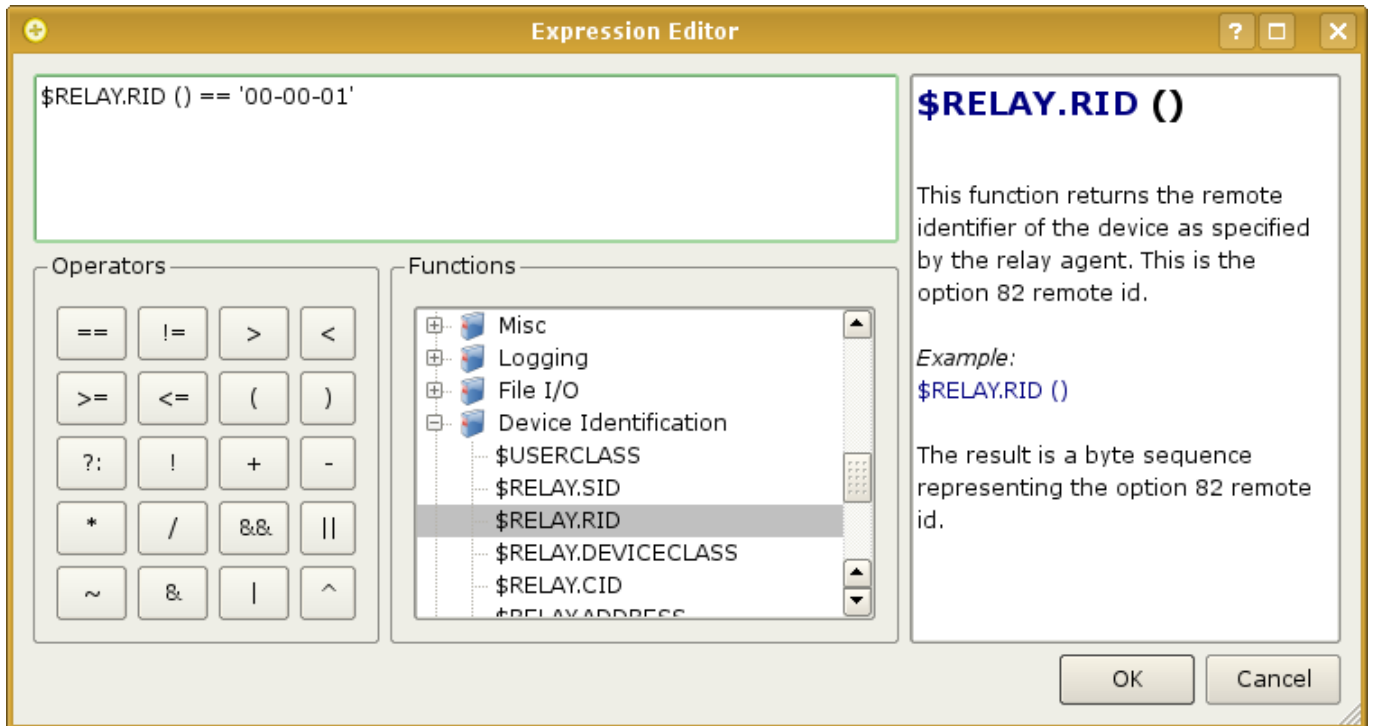 Expression Editor
?
$RELAY.RID () == '00-00-01'
Operators
== != > <
>= <= ( )
?: ! + -
* / && ||
~ & | ^
Functions
Misc
Logging
File I/O
Device Identification
$USERCLASS
$RELAY.SID
$RELAY.RID
$RELAY.DEVICECLASS
$RELAY.CID
$RELAY.ADDRESS
$RELAY.RID ()
This function returns the remote
identifier of the device as specified
by the relay agent. This is the
option 82 remote id.
Example:
$RELAY.RID ()
The result is a byte sequence
representing the option 82 remote
id.
OK Cancel